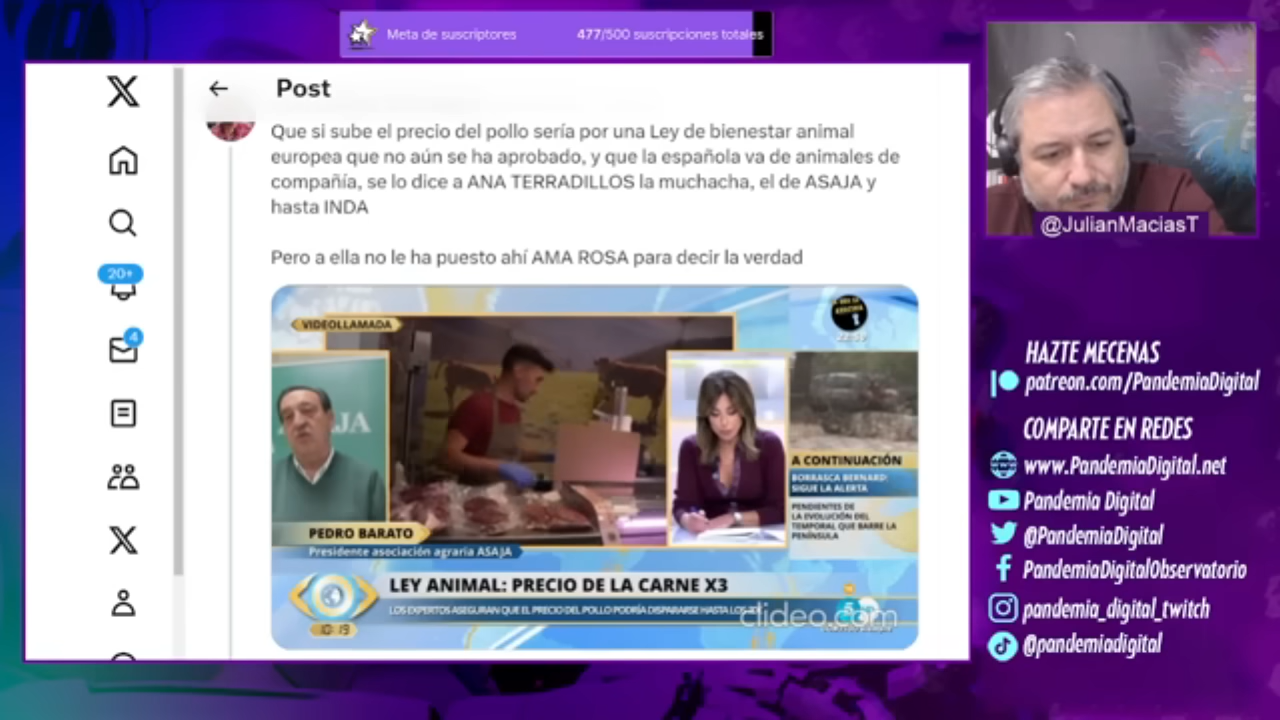 Meta de suscriptores 477/500 suscripciones totales
Post
Que si sube el precio del pollo sería por una Ley de bienestar animal
europea que no aún se ha aprobado, y que la española va de animales de
compañía, se lo dice a ANA TERRADILLOS la muchacha, el de ASAJA y
hasta INDA
Pero a ella no le ha puesto ahí AMA ROSA para decir la verdad
20+
4
VIDEOLLAMADA
PEDRO BARATO
Presidente asociación agraria ASAJA
A CONTINUACIÓN
BORRASCA BERNARD:
SIGUE LA ALERTA
PENDIENTES DE
LA EVOLUCIÓN DEL
TEMPORAL QUE BARRE LA
PENÍNSULA
LEY ANIMAL: PRECIO DE LA CARNE X3
LOS EXPERTOS ASEGURAN QUE EL PRECIO DEL POLLO PODRÍA DISPARARSE HASTA LOS
clideo.com
10:19
@JulianMaciasT
HAZTE MECENAS
patreon.com/PandemiaDigital
COMPARTE EN REDES
www.PandemiaDigital.net
Pandemia Digital
@PandemiaDigital
PandemiaDigitalObservatorio
pandemia_digital_twitch
@pandemiadigital